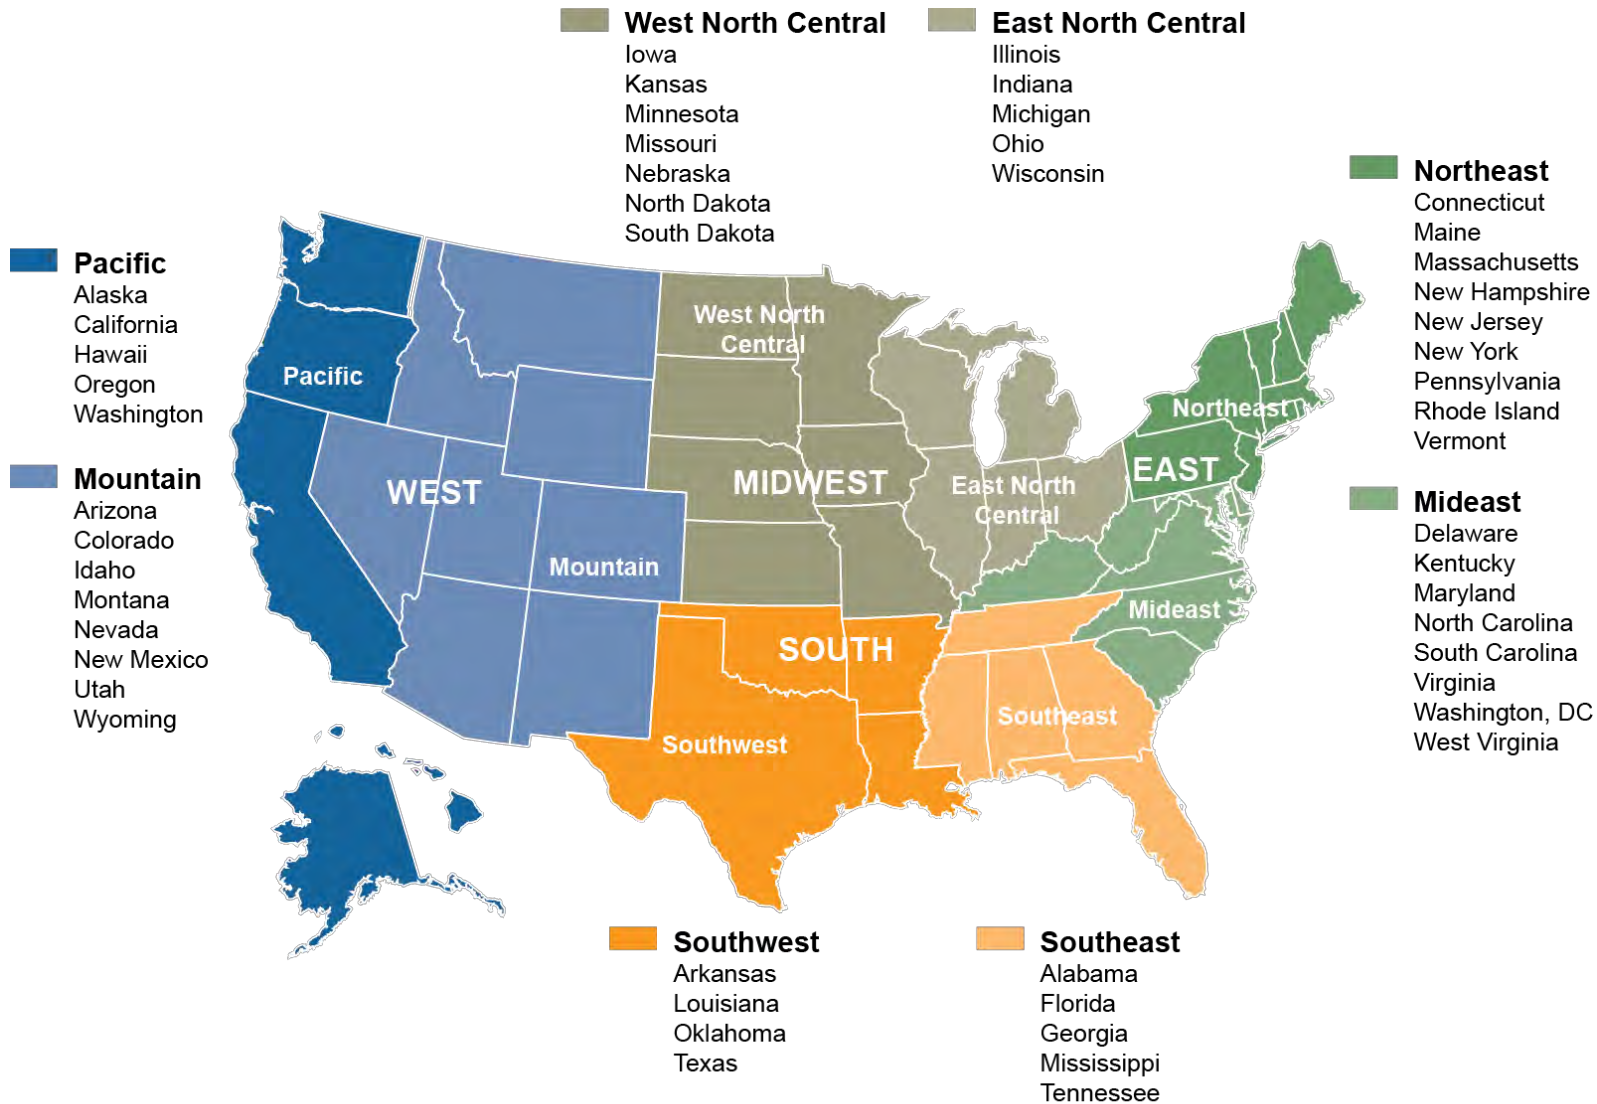 West North Central
Iowa
Kansas
Minnesota
Missouri
Nebraska
North Dakota
South Dakota
East North Central
Illinois
Indiana
Michigan
Ohio
Wisconsin
Northeast
Connecticut
Maine
Massachusetts
New Hampshire
New Jersey
New York
Pennsylvania
Rhode Island
Vermont
Pacific
Alaska
California
Hawaii
Oregon
Washington
Mountain
Arizona
Colorado
Idaho
Montana
Nevada
New Mexico
Utah
Wyoming
Mideast
Delaware
Kentucky
Maryland
North Carolina
South Carolina
Virginia
Washington, DC
West Virginia
West North
Central
Pacific
Northeast
EAST
WEST
MIDWEST
East North
Central
Mountain
Mideast
SOUTH
Southeast
Southwest
Southwest
Arkansas
Louisiana
Oklahoma
Texas
Southeast
Alabama
Florida
Georgia
Mississippi
Tennessee